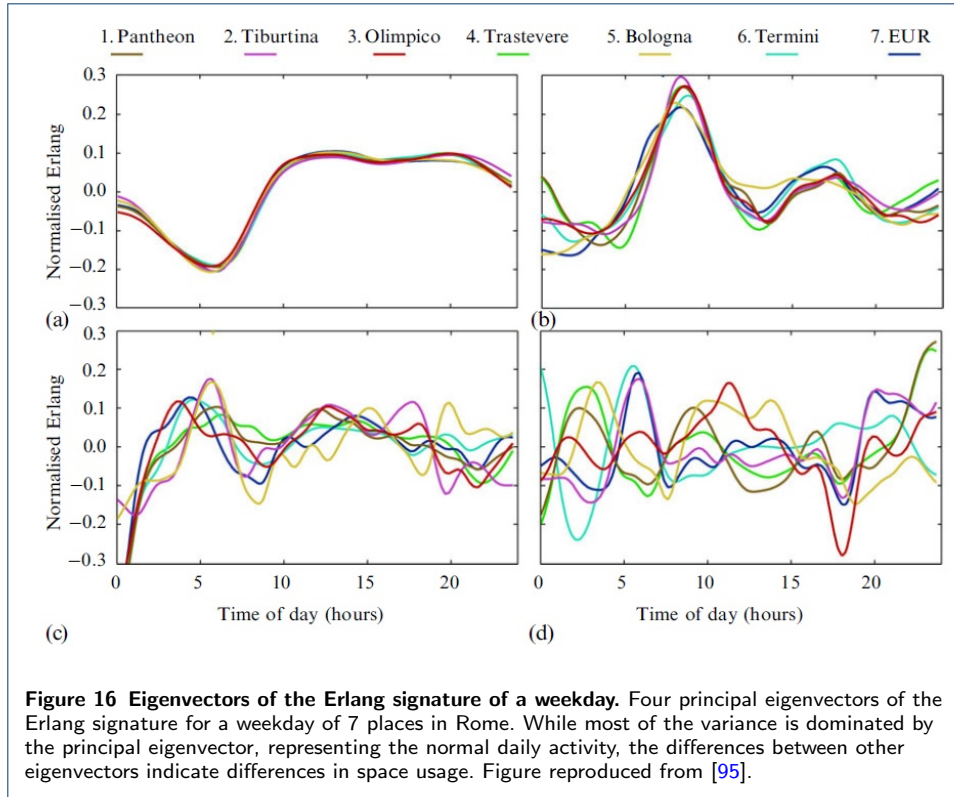 1. Pantheon 2. Tiburtina 3. Olimpico 4. Trastevere 5. Bologna 6. Termini 7. EUR
0.3
0.2
0.1
0.0
−0.1
−0.2
−0.3
Normalised Erlang
(a)
(b)
0.3
0.2
0.1
0.0
−0.1
−0.2
−0.3
Normalised Erlang
0 5 10 15 20 0 5 10 15 20
Time of day (hours) Time of day (hours)
(c) (d)
Figure 16 Eigenvectors of the Erlang signature of a weekday. Four principal eigenvectors of the
Erlang signature for a weekday of 7 places in Rome. While most of the variance is dominated by
the principal eigenvector, representing the normal daily activity, the differences between other
eigenvectors indicate differences in space usage. Figure reproduced from [95].